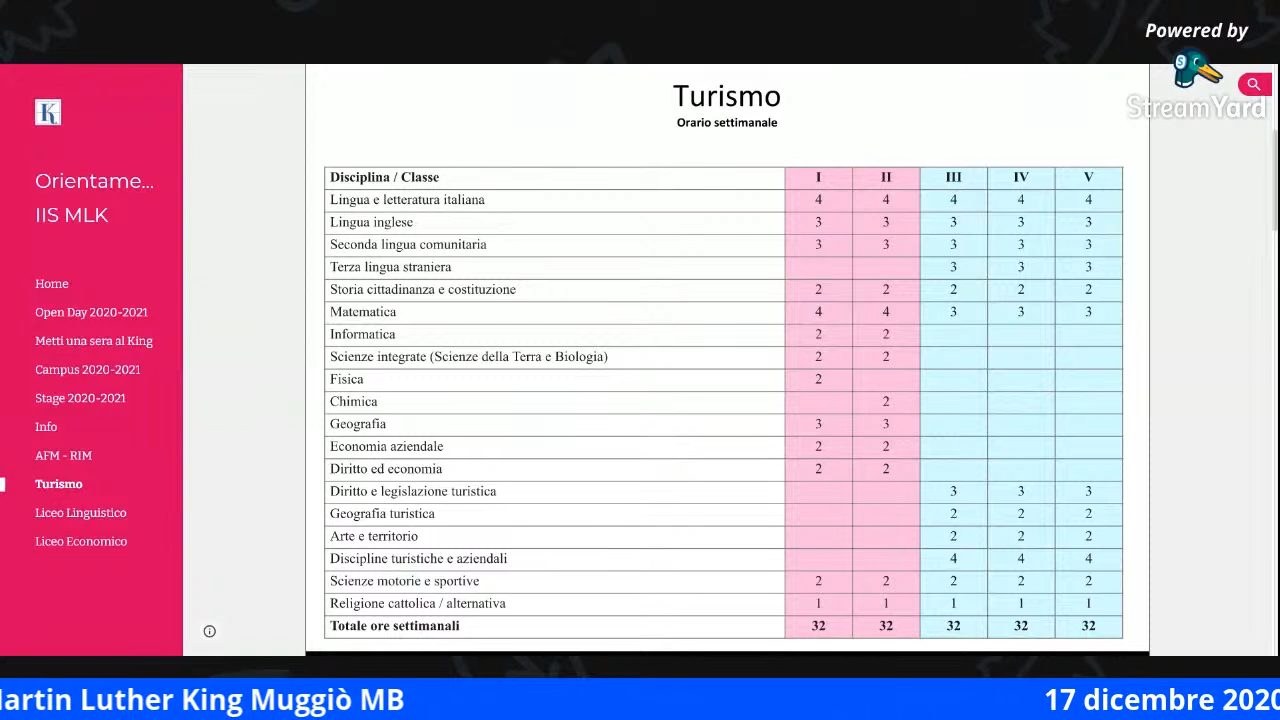 Powered by
StreamYard
K
Orientame...
IIS MLK
Home
Open Day 2020-2021
Metti una sera al King
Campus 2020-2021
Stage 2020-2021
Info
AFM - RIM
Turismo
Liceo Linguistico
Liceo Economico
Turismo
Orario settimanale
Disciplina / Classe I II III IV V
Lingua e letteratura italiana 4 4 4 4 4
Lingua inglese 3 3 3 3 3
Seconda lingua comunitaria 3 3 3 3 3
Terza lingua straniera 3 3 3
Storia cittadinanza e costituzione 2 2 2 2 2
Matematica 4 4 3 3 3
Informatica 2 2
Scienze integrate (Scienze della Terra e Biologia) 2 2
Fisica 2
Chimica 2
Geografia 3 3
Economia aziendale 2 2
Diritto ed economia 2 2
Diritto e legislazione turistica 3 3 3
Geografia turistica 2 2 2
Arte e territorio 2 2 2
Discipline turistiche e aziendali 4 4 4
Scienze motorie e sportive 2 2 2 2 2
Religione cattolica / alternativa 1 1 1 1 1
Totale ore settimanali 32 32 32 32 32
artin Luther King Muggiò MB 17 dicembre 2020